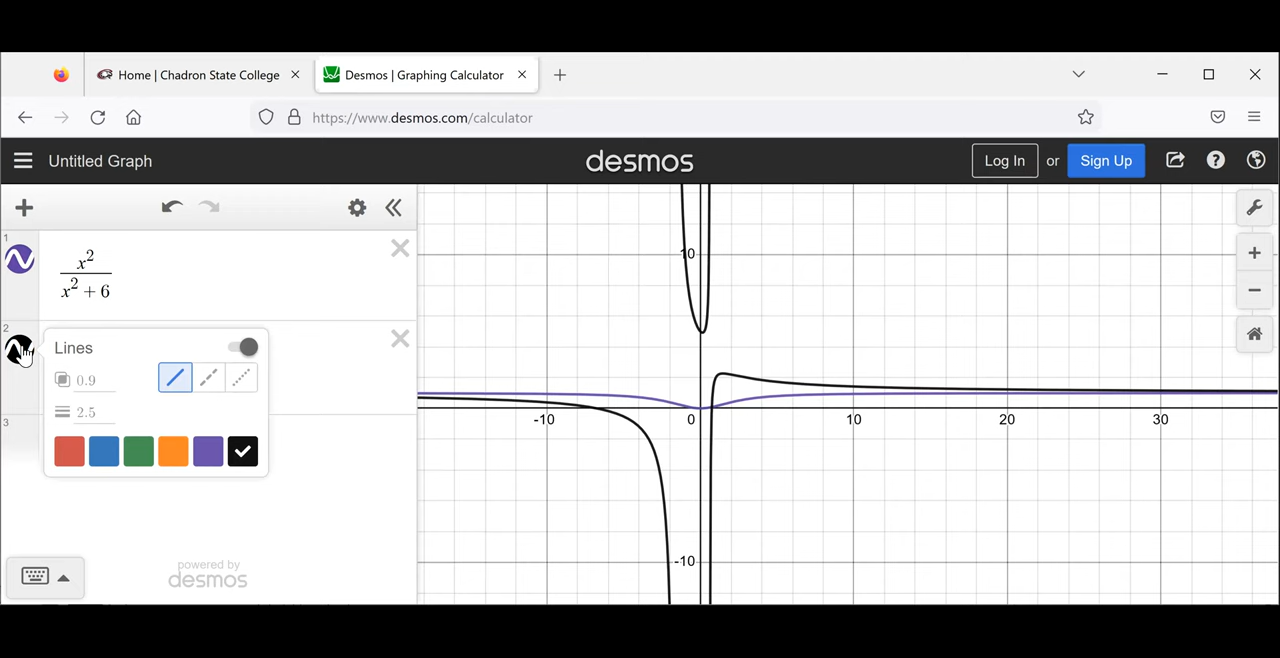 Home | Chadron State College
Desmos | Graphing Calculator
https://www.desmos.com/calculator
Untitled Graph
desmos
Log In
or
Sign Up
1
x²
x² + 6
2
Lines
0.9
2.5
3
powered by
desmos
10
-10
0
10
20
30
-10